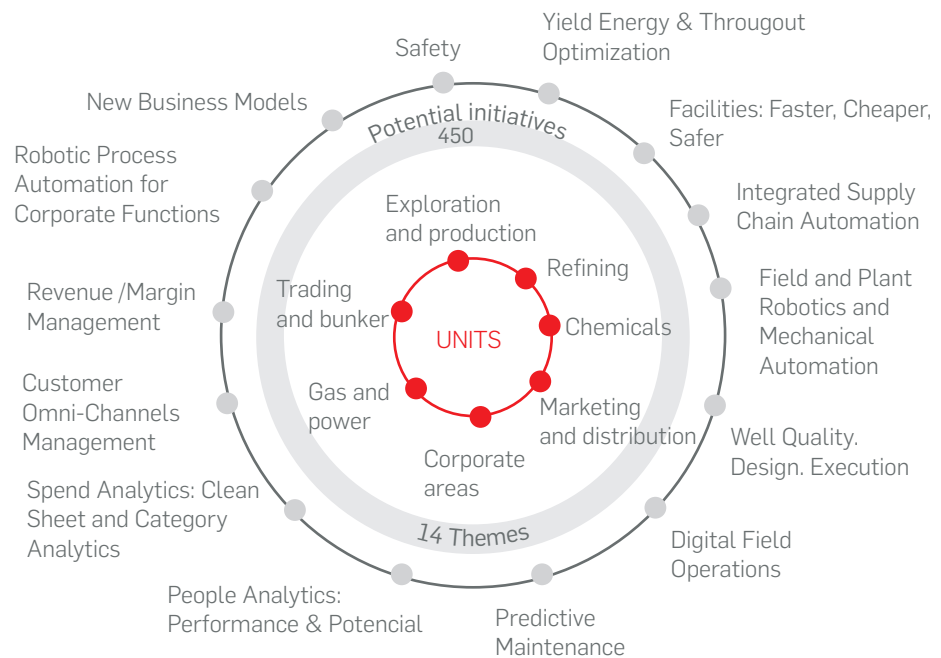 Safety
Yield Energy & Througout
Optimization
Facilities: Faster, Cheaper,
Safer
Integrated Supply
Chain Automation
Field and Plant
Robotics and
Mechanical
Automation
Well Quality.
Design. Execution
Digital Field
Operations
Predictive
Maintenance
People Analytics:
Performance & Potencial
Spend Analytics: Clean
Sheet and Category
Analytics
Customer
Omni-Channels
Management
Revenue /Margin
Management
Robotic Process
Automation for
Corporate Functions
New Business Models
Potential initiatives
450
Exploration
and production
Refining
Chemicals
Marketing
and distribution
Corporate
areas
Gas and
power
Trading
and bunker
UNITS
14 Themes